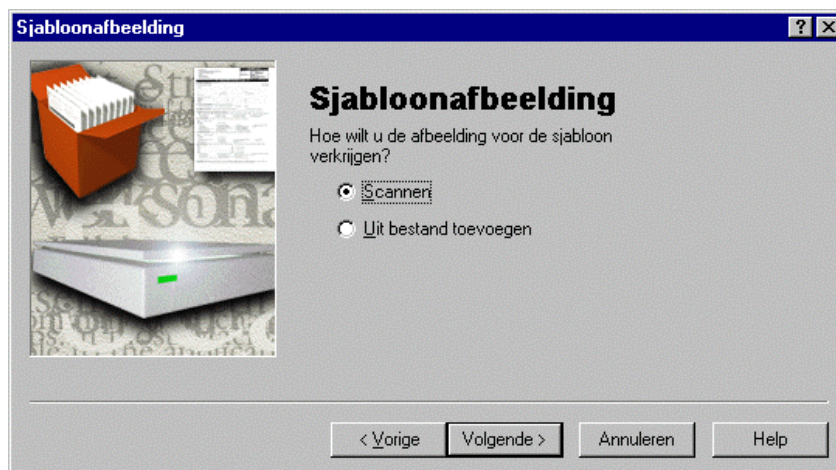 Sjabloonafbeelding
Sjabloonafbeelding
Hoe wilt u de afbeelding voor de sjabloon
verkrijgen?
Scannen
Uit bestand toevoegen
< Vorige
Volgende >
Annuleren
Help